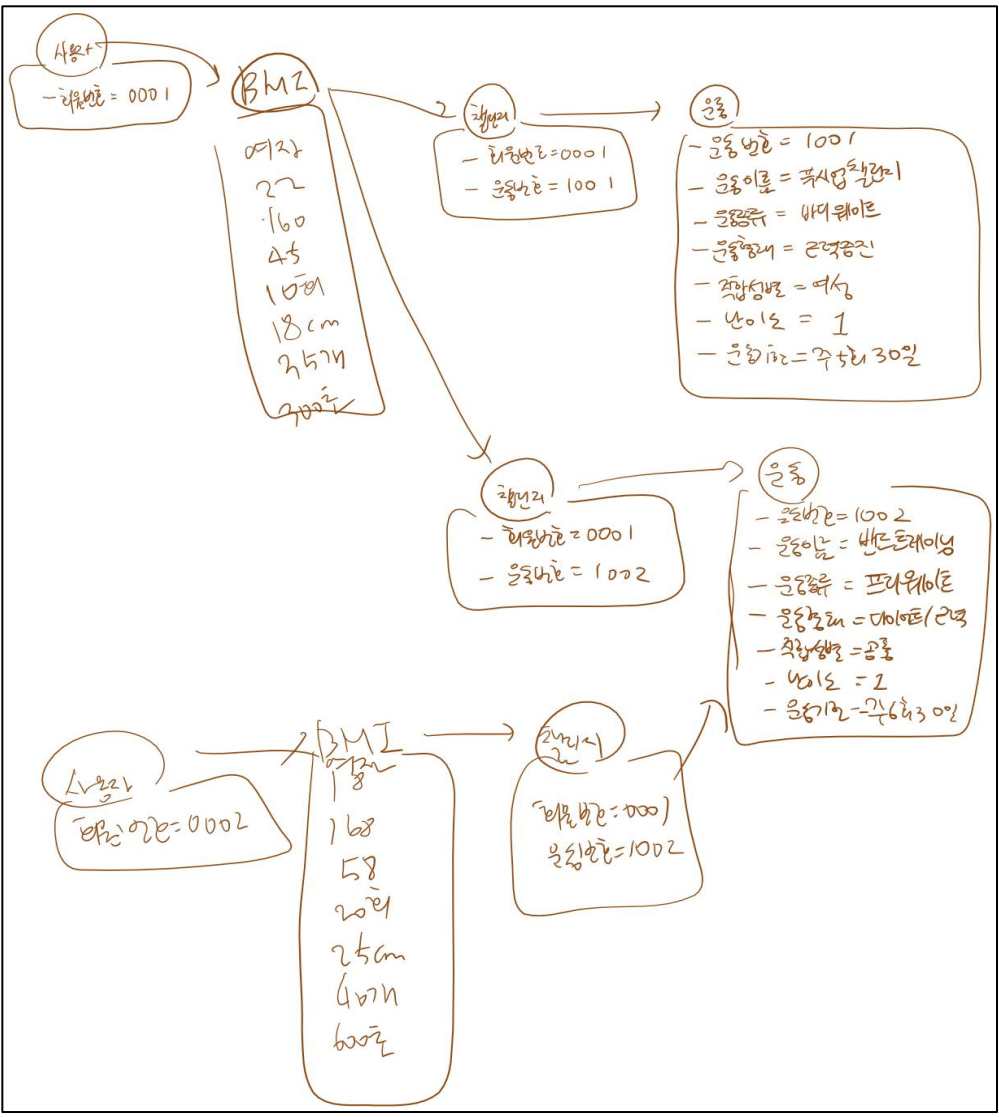 사용자
- 회원번호 = 0001
BMI
여자
22
160
45
10회
18cm
35개
300초
챌린지
- 회원번호=0001
- 운동번호=1001
운동
- 운동번호 = 1001
- 운동이름 = 푹시업챌린지
- 운동종류 = 바디웨이트
- 운동형태 = 근력증진
- 적합성별 = 여성
- 난이도 = 1
- 운동기간 = 주5회 30일
챌린지
- 회원번호=0001
- 운동번호=1002
운동
- 운동번호=1002
- 운동이름 = 밴드트레이닝
- 운동종류 = 프리웨이트
- 운동형태 = 다이어트/근력
- 적합성별 = 공통
- 난이도 = 1
- 운동기간 = 주6회 30일
사용자
회원번호=0002
BMI
18
168
58
20회
25cm
40개
600초
챌린지
회원번호=0001
운동번호=1002